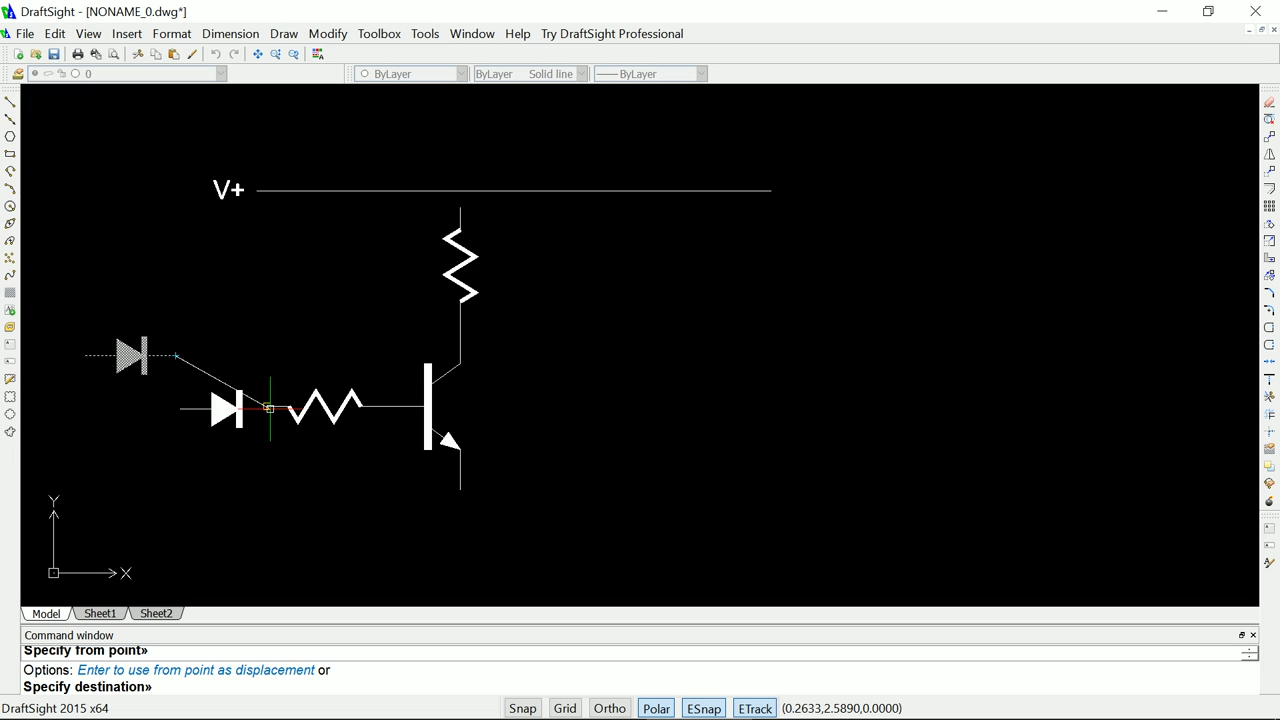 DraftSight - [NONAME_0.dwg*]
File Edit View Insert Format Dimension Draw Modify Toolbox Tools Window Help Try DraftSight Professional
0 ByLayer ByLayer Solid line ByLayer
V+
Y
X
Model Sheet1 Sheet2
Command window
Specify from point»
Options: Enter to use from point as displacement or
Specify destination»
DraftSight 2015 x64 Snap Grid Ortho Polar ESnap ETrack (0.2633,2.5890,0.0000)